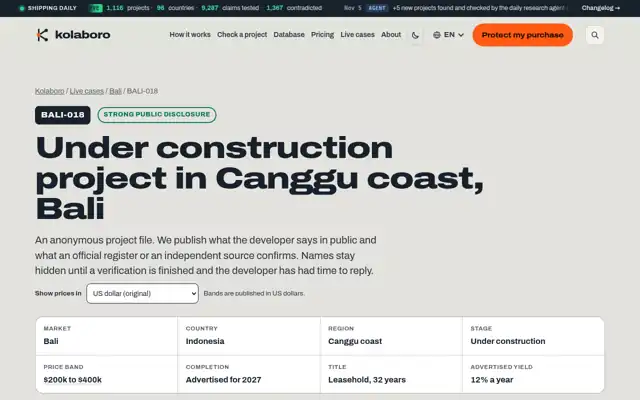 SHIPPING DAILY
1,116 projects · 96 countries · 9,287 claims tested · 1,367 contradicted
Rev 5 AGENT +5 new projects found and checked by the daily research agent
Changelog →
kolaboro
How it works
Check a project
Database
Pricing
Live cases
About
EN
Protect my purchase
Kolaboro / Live cases / Bali / BALI-018
BALI-018
STRONG PUBLIC DISCLOSURE
Under construction
project in Canggu coast,
Bali
An anonymous project file. We publish what the developer says in public and
what an official register or an independent source confirms. Names stay
hidden until a verification is finished and the developer has had time to reply.
Show prices in
US dollar (original)
Bands are published in US dollars.
MARKET
Bali
COUNTRY
Indonesia
REGION
Canggu coast
STAGE
Under construction
PRICE BAND
$200k to $400k
COMPLETION
Advertised for 2027
TITLE
Leasehold, 32 years
ADVERTISED YIELD
12% a year